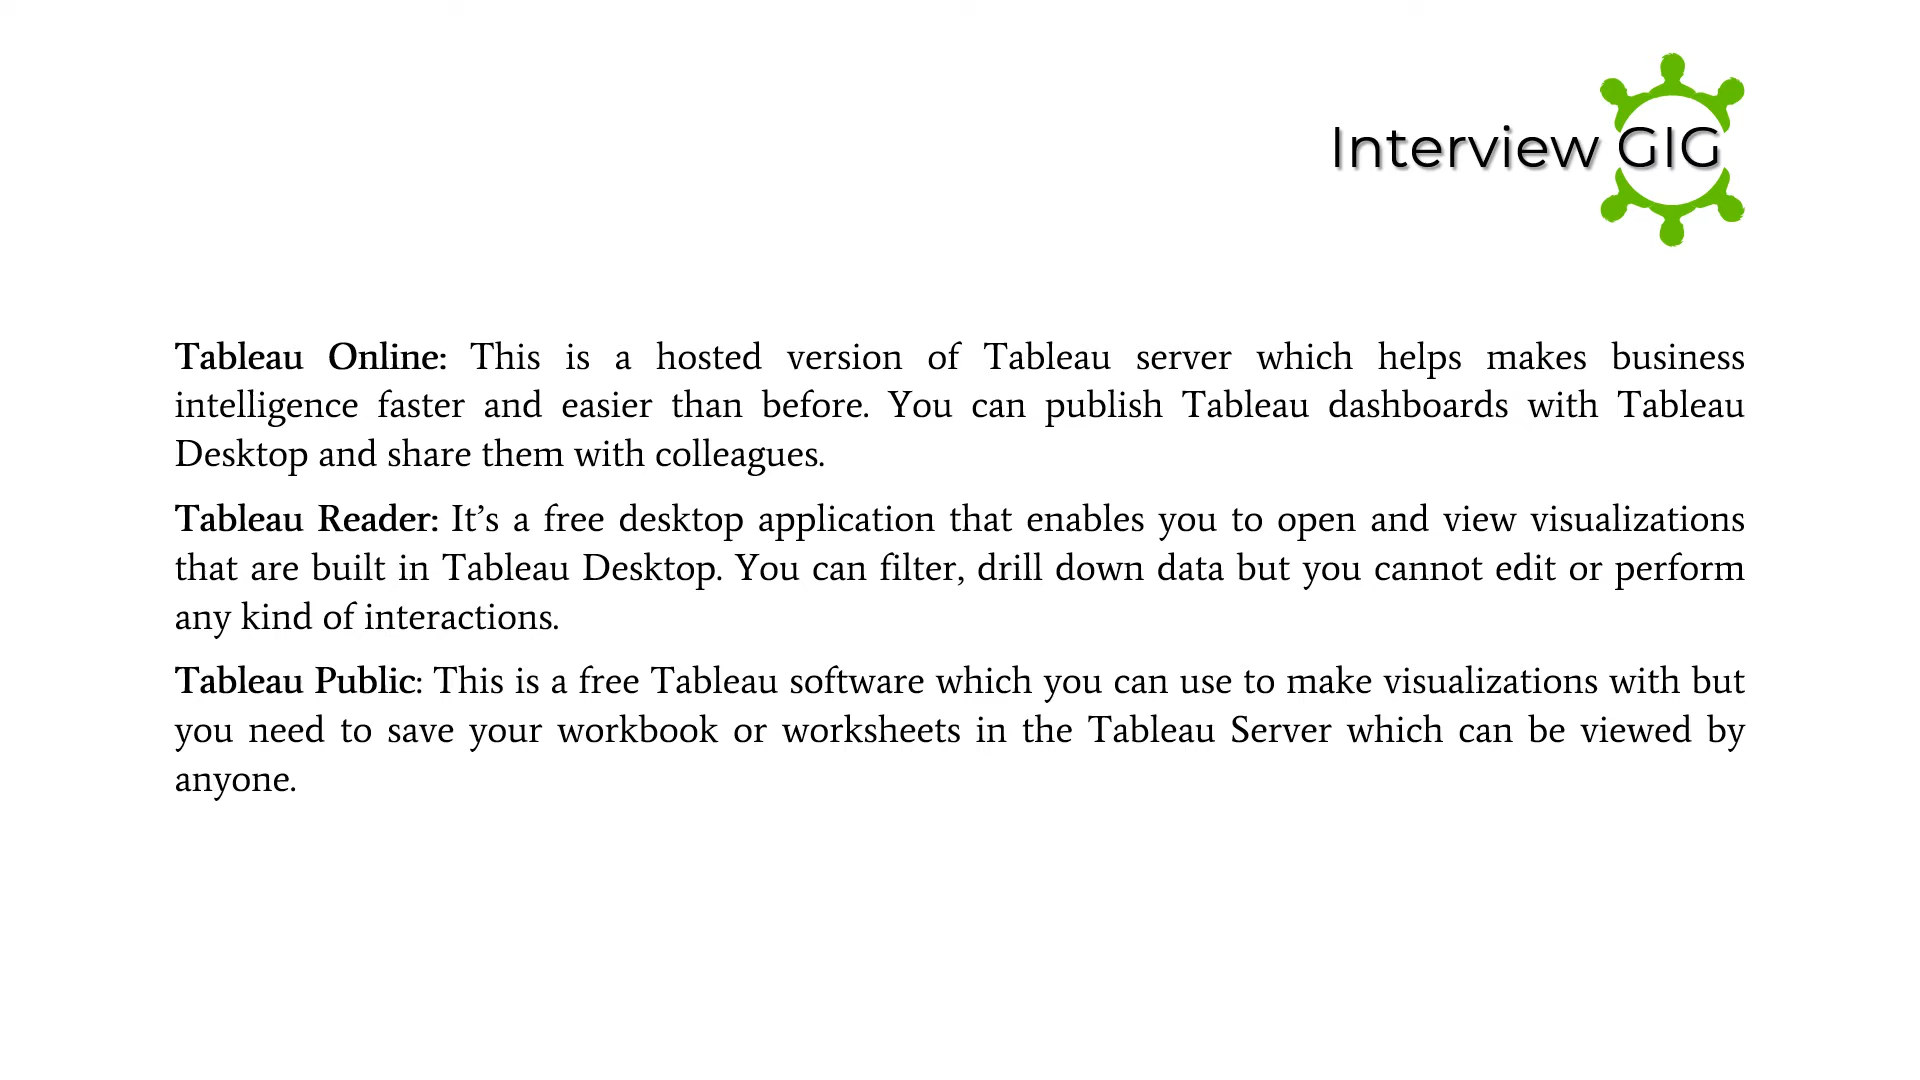 Interview GIG
Tableau Online: This is a hosted version of Tableau server which helps makes business
intelligence faster and easier than before. You can publish Tableau dashboards with Tableau
Desktop and share them with colleagues.
Tableau Reader: It’s a free desktop application that enables you to open and view visualizations
that are built in Tableau Desktop. You can filter, drill down data but you cannot edit or perform
any kind of interactions.
Tableau Public: This is a free Tableau software which you can use to make visualizations with but
you need to save your workbook or worksheets in the Tableau Server which can be viewed by
anyone.